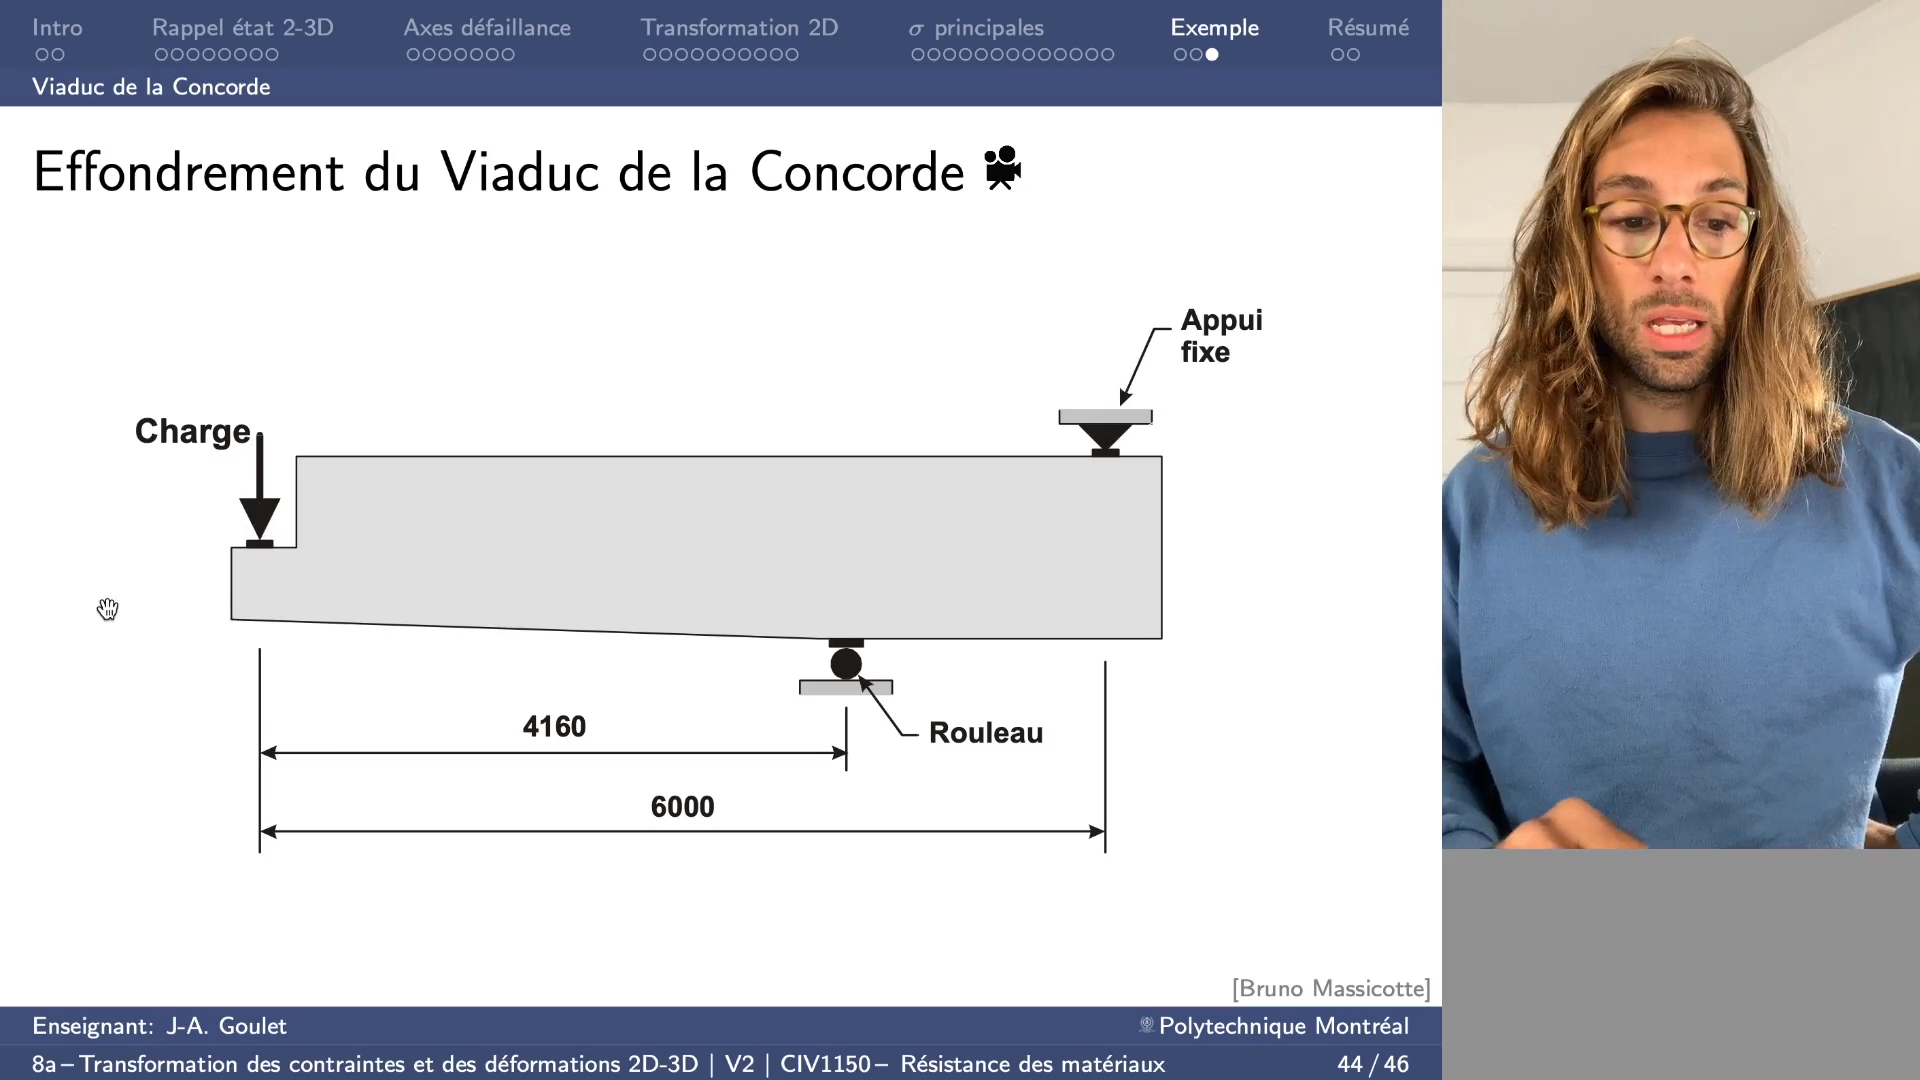 Intro Rappel état 2-3D Axes défaillance Transformation 2D σ principales Exemple Résumé
Viaduc de la Concorde
Effondrement du Viaduc de la Concorde
Appui
fixe
Charge
4160
Rouleau
6000
[Bruno Massicotte]
Enseignant: J-A. Goulet Polytechnique Montréal
8a – Transformation des contraintes et des déformations 2D-3D | V2 | CIV1150 – Résistance des matériaux 44 / 46